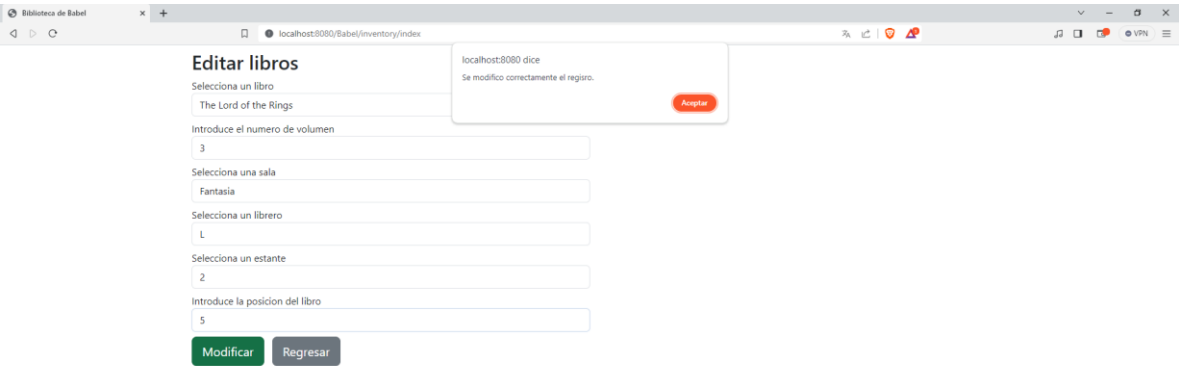 Biblioteca de Babel
localhost:8080/Babel/inventory/index
VPN
Editar libros
localhost:8080 dice
Se modifico correctamente el regisro.
Aceptar
Selecciona un libro
The Lord of the Rings
Introduce el numero de volumen
3
Selecciona una sala
Fantasia
Selecciona un librero
L
Selecciona un estante
2
Introduce la posicion del libro
5
Modificar
Regresar